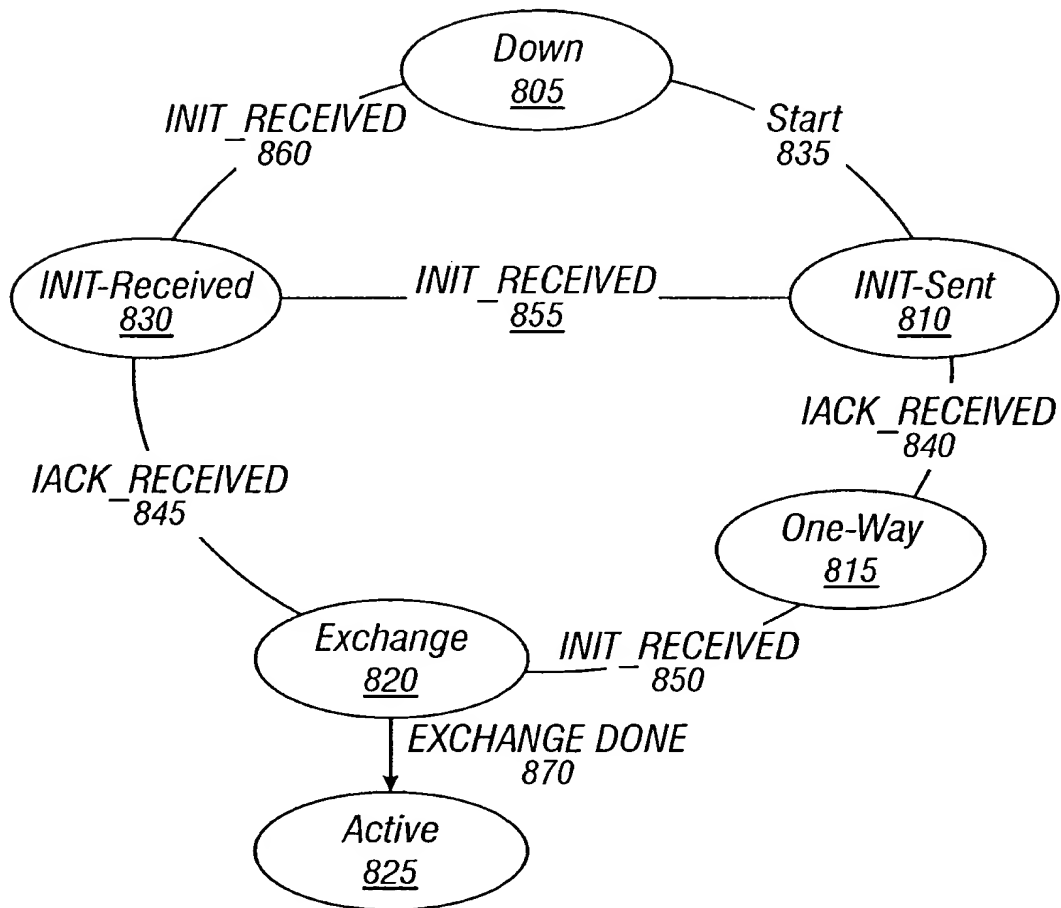 Down
805
INIT_RECEIVED
860
Start
835
INIT-Received
830
INIT_RECEIVED
855
INIT-Sent
810
IACK_RECEIVED
840
IACK_RECEIVED
845
One-Way
815
Exchange
820
INIT_RECEIVED
850
EXCHANGE DONE
870
Active
825